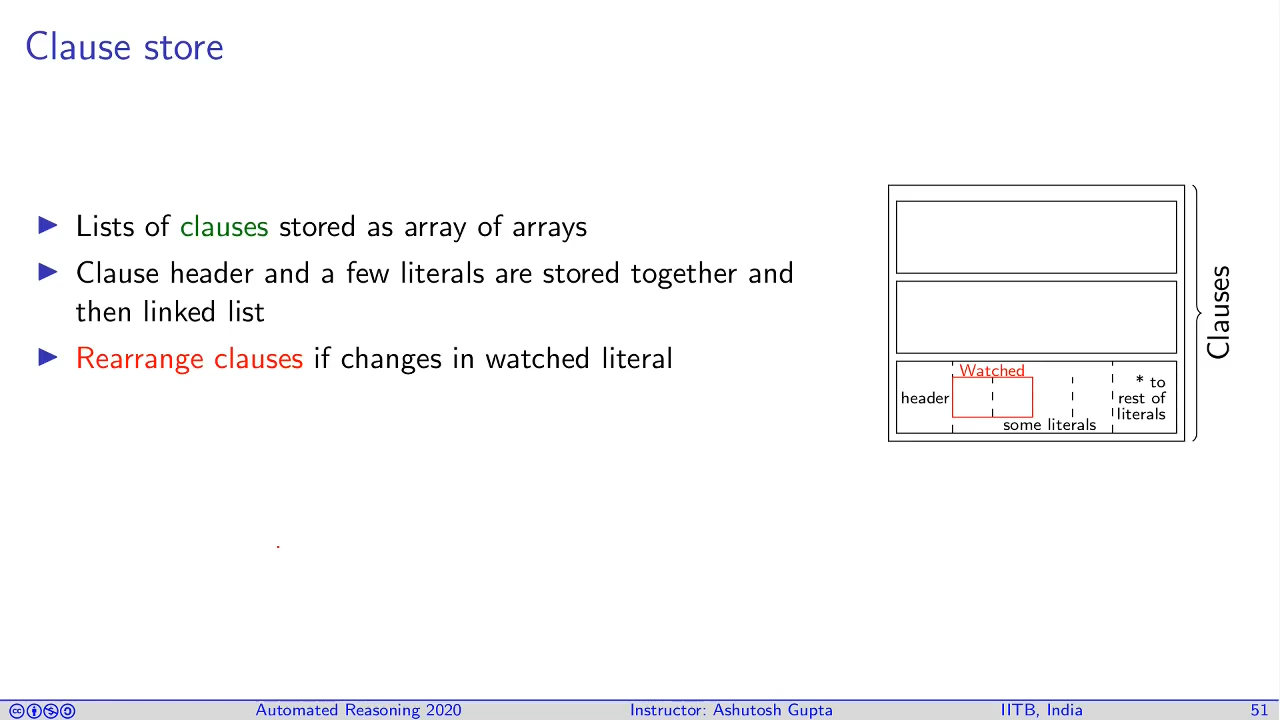 Clause store
Lists of clauses stored as array of arrays
Clause header and a few literals are stored together and
then linked list
Rearrange clauses if changes in watched literal
Watched
header
some literals
* to
rest of
literals
Clauses
Automated Reasoning 2020
Instructor: Ashutosh Gupta
IITB, India
51